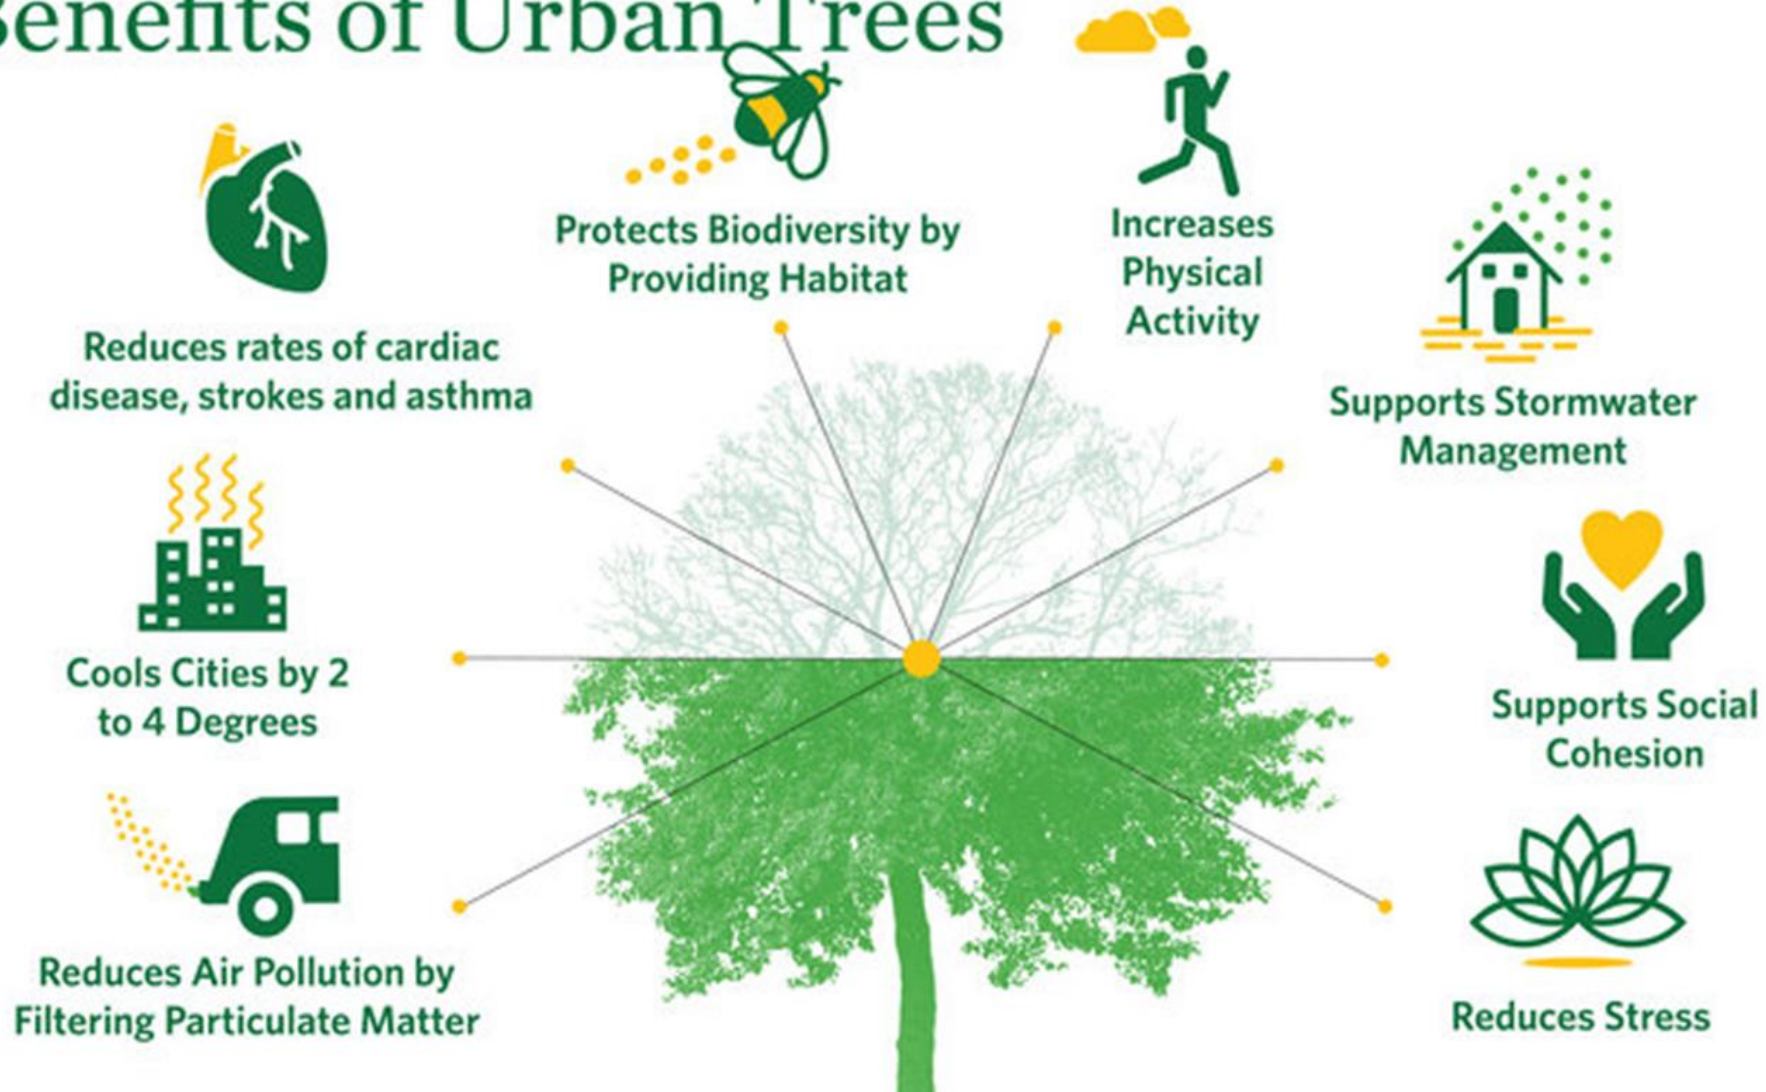 Benefits of Urban Trees
Protects Biodiversity by
Providing Habitat
Increases
Physical
Activity
Reduces rates of cardiac
disease, strokes and asthma
Supports Stormwater
Management
Cools Cities by 2
to 4 Degrees
Supports Social
Cohesion
Reduces Air Pollution by
Filtering Particulate Matter
Reduces Stress